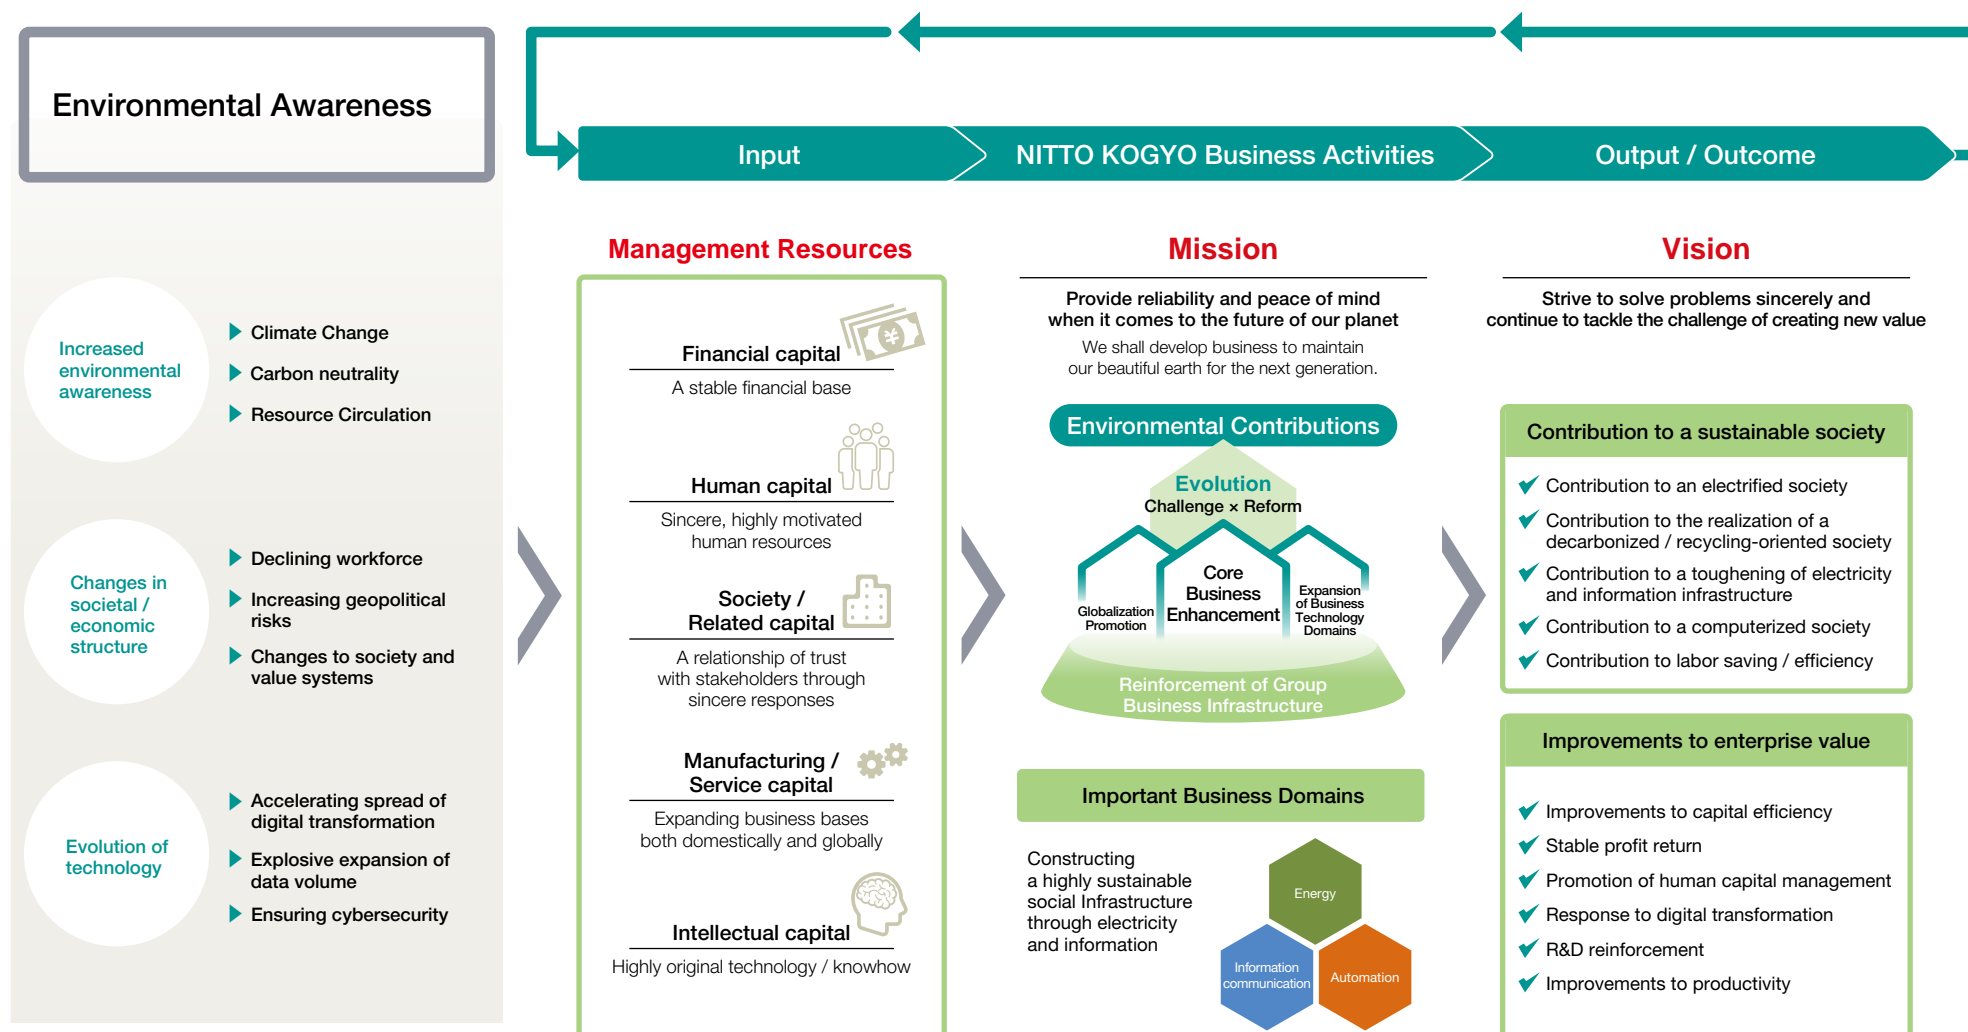 Environmental Awareness
Increased
environmental
awareness
Climate Change
Carbon neutrality
Resource Circulation
Changes in
societal /
economic
structure
Declining workforce
Increasing geopolitical
risks
Changes to society and
value systems
Evolution of
technology
Accelerating spread of
digital transformation
Explosive expansion of
data volume
Ensuring cybersecurity
Input
NITTO KOGYO Business Activities
Output / Outcome
Management Resources
Financial capital
A stable financial base
Human capital
Sincere, highly motivated
human resources
Society /
Related capital
A relationship of trust
with stakeholders through
sincere responses
Manufacturing /
Service capital
Expanding business bases
both domestically and globally
Intellectual capital
Highly original technology / knowhow
Mission
Provide reliability and peace of mind
when it comes to the future of our planet
We shall develop business to maintain
our beautiful earth for the next generation.
Environmental Contributions
Evolution
Challenge × Reform
Globalization
Promotion
Core
Business
Enhancement
Expansion
of Business
Technology
Domains
Reinforcement of Group
Business Infrastructure
Important Business Domains
Constructing
a highly sustainable
social Infrastructure
through electricity
and information
Energy
Information
communication
Automation
Vision
Strive to solve problems sincerely and
continue to tackle the challenge of creating new value
Contribution to a sustainable society
Contribution to an electrified society
Contribution to the realization of a
decarbonized / recycling-oriented society
Contribution to a toughening of electricity
and information infrastructure
Contribution to a computerized society
Contribution to labor saving / efficiency
Improvements to enterprise value
Improvements to capital efficiency
Stable profit return
Promotion of human capital management
Response to digital transformation
R&D reinforcement
Improvements to productivity